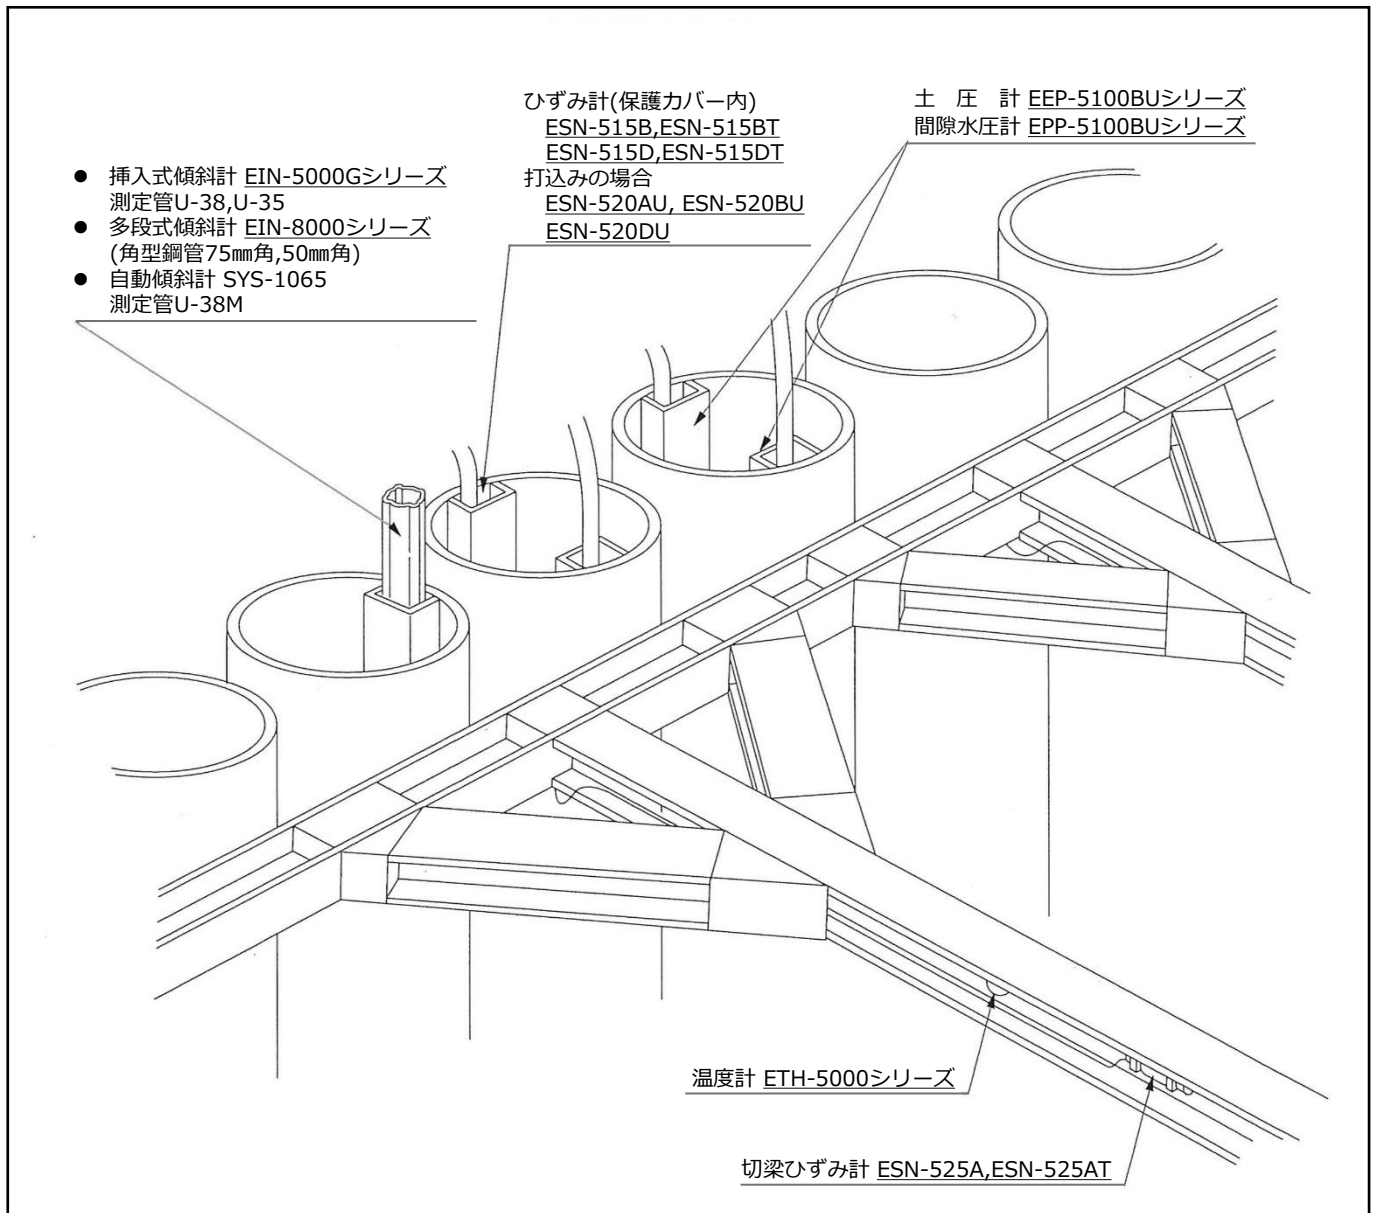 ひずみ計(保護カバー内)
ESN-515B,ESN-515BT
ESN-515D,ESN-515DT
打込みの場合
ESN-520AU, ESN-520BU
ESN-520DU
土　圧　計 EEP-5100BUシリーズ
間隙水圧計 EPP-5100BUシリーズ
● 挿入式傾斜計 EIN-5000Gシリーズ
測定管U-38,U-35
● 多段式傾斜計 EIN-8000シリーズ
(角型鋼管75㎜角,50㎜角)
● 自動傾斜計 SYS-1065
測定管U-38M
温度計 ETH-5000シリーズ
切梁ひずみ計 ESN-525A,ESN-525AT